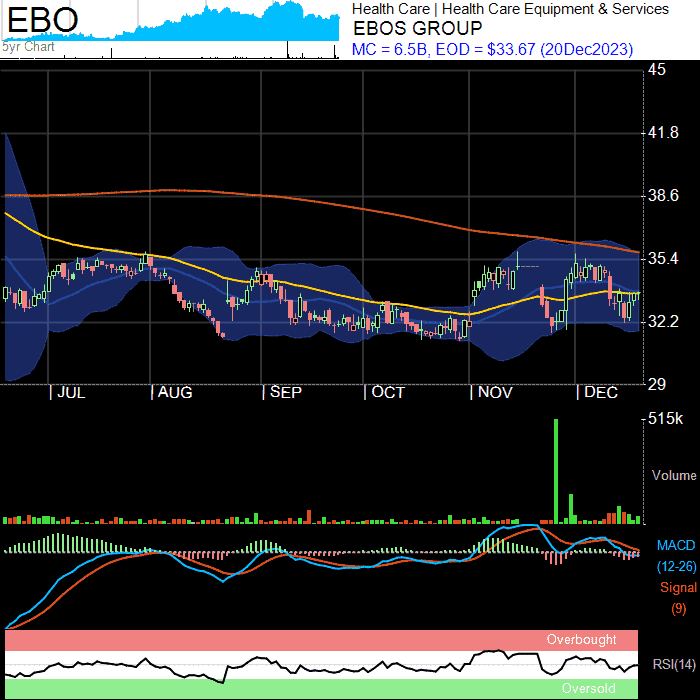 EBO
Health Care | Health Care Equipment & Services
EBOS GROUP
MC = 6.5B, EOD = $33.67 (20Dec2023)
5yr Chart
45
41.8
38.6
35.4
32.2
29
| JUL | AUG | SEP | OCT | NOV | DEC
515k
Volume
MACD
(12-26)
Signal
(9)
Overbought
RSI(14)
Oversold